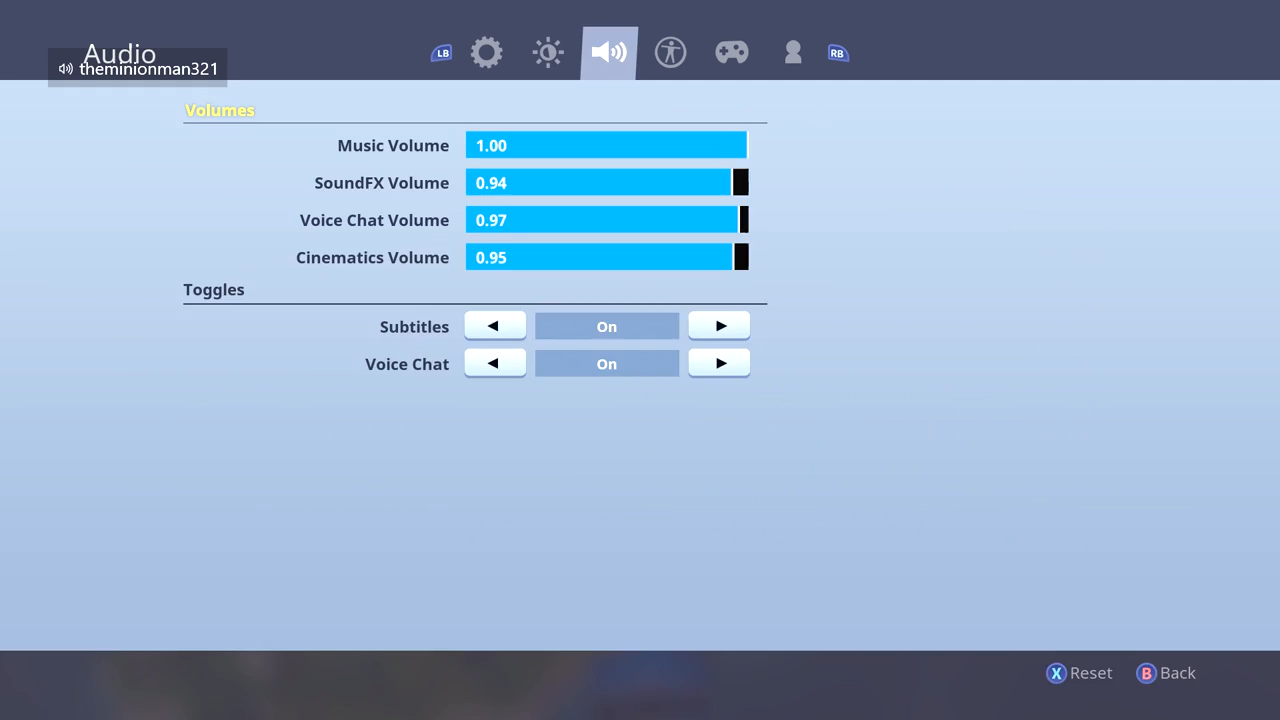 Audio
theminionman321
LB
RB
Volumes
Music Volume 1.00
SoundFX Volume 0.94
Voice Chat Volume 0.97
Cinematics Volume 0.95
Toggles
Subtitles On
Voice Chat On
X Reset B Back